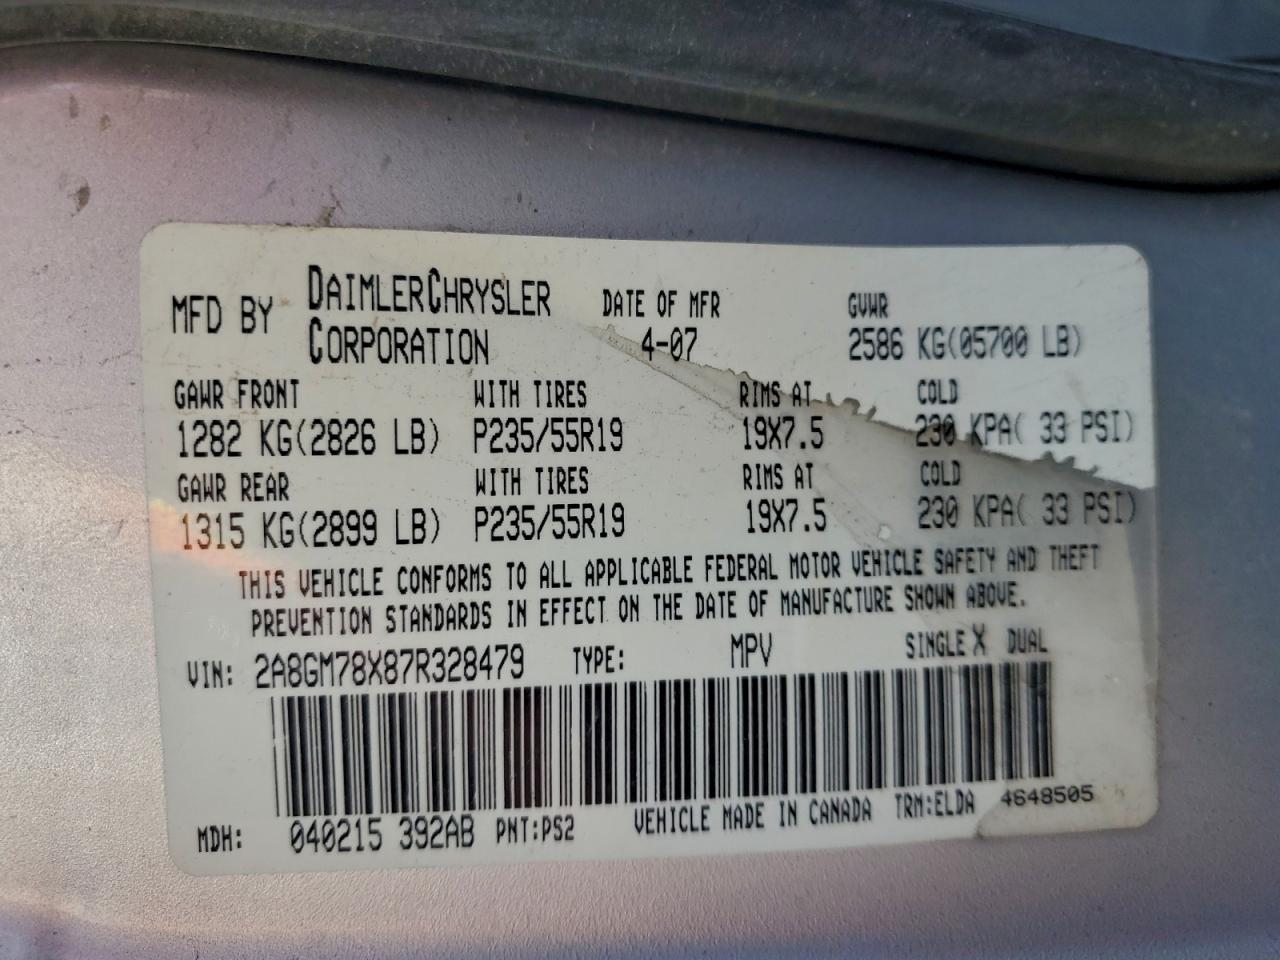 MFD BY DAIMLERCHRYSLER CORPORATION DATE OF MFR 4-07 GVWR 2586 KG(05700 LB)
GAWR FRONT WITH TIRES RIMS AT COLD
1282 KG(2826 LB) P235/55R19 19X7.5 230 KPA( 33 PSI)
GAWR REAR WITH TIRES RIMS AT COLD
1315 KG(2899 LB) P235/55R19 19X7.5 230 KPA( 33 PSI)
THIS VEHICLE CONFORMS TO ALL APPLICABLE FEDERAL MOTOR VEHICLE SAFETY AND THEFT
PREVENTION STANDARDS IN EFFECT ON THE DATE OF MANUFACTURE SHOWN ABOVE.
VIN: 2A8GM78X87R328479 TYPE: MPV SINGLE X DUAL
MDH: 040215 392AB PNT:PS2 VEHICLE MADE IN CANADA TRM:ELDA 4648505